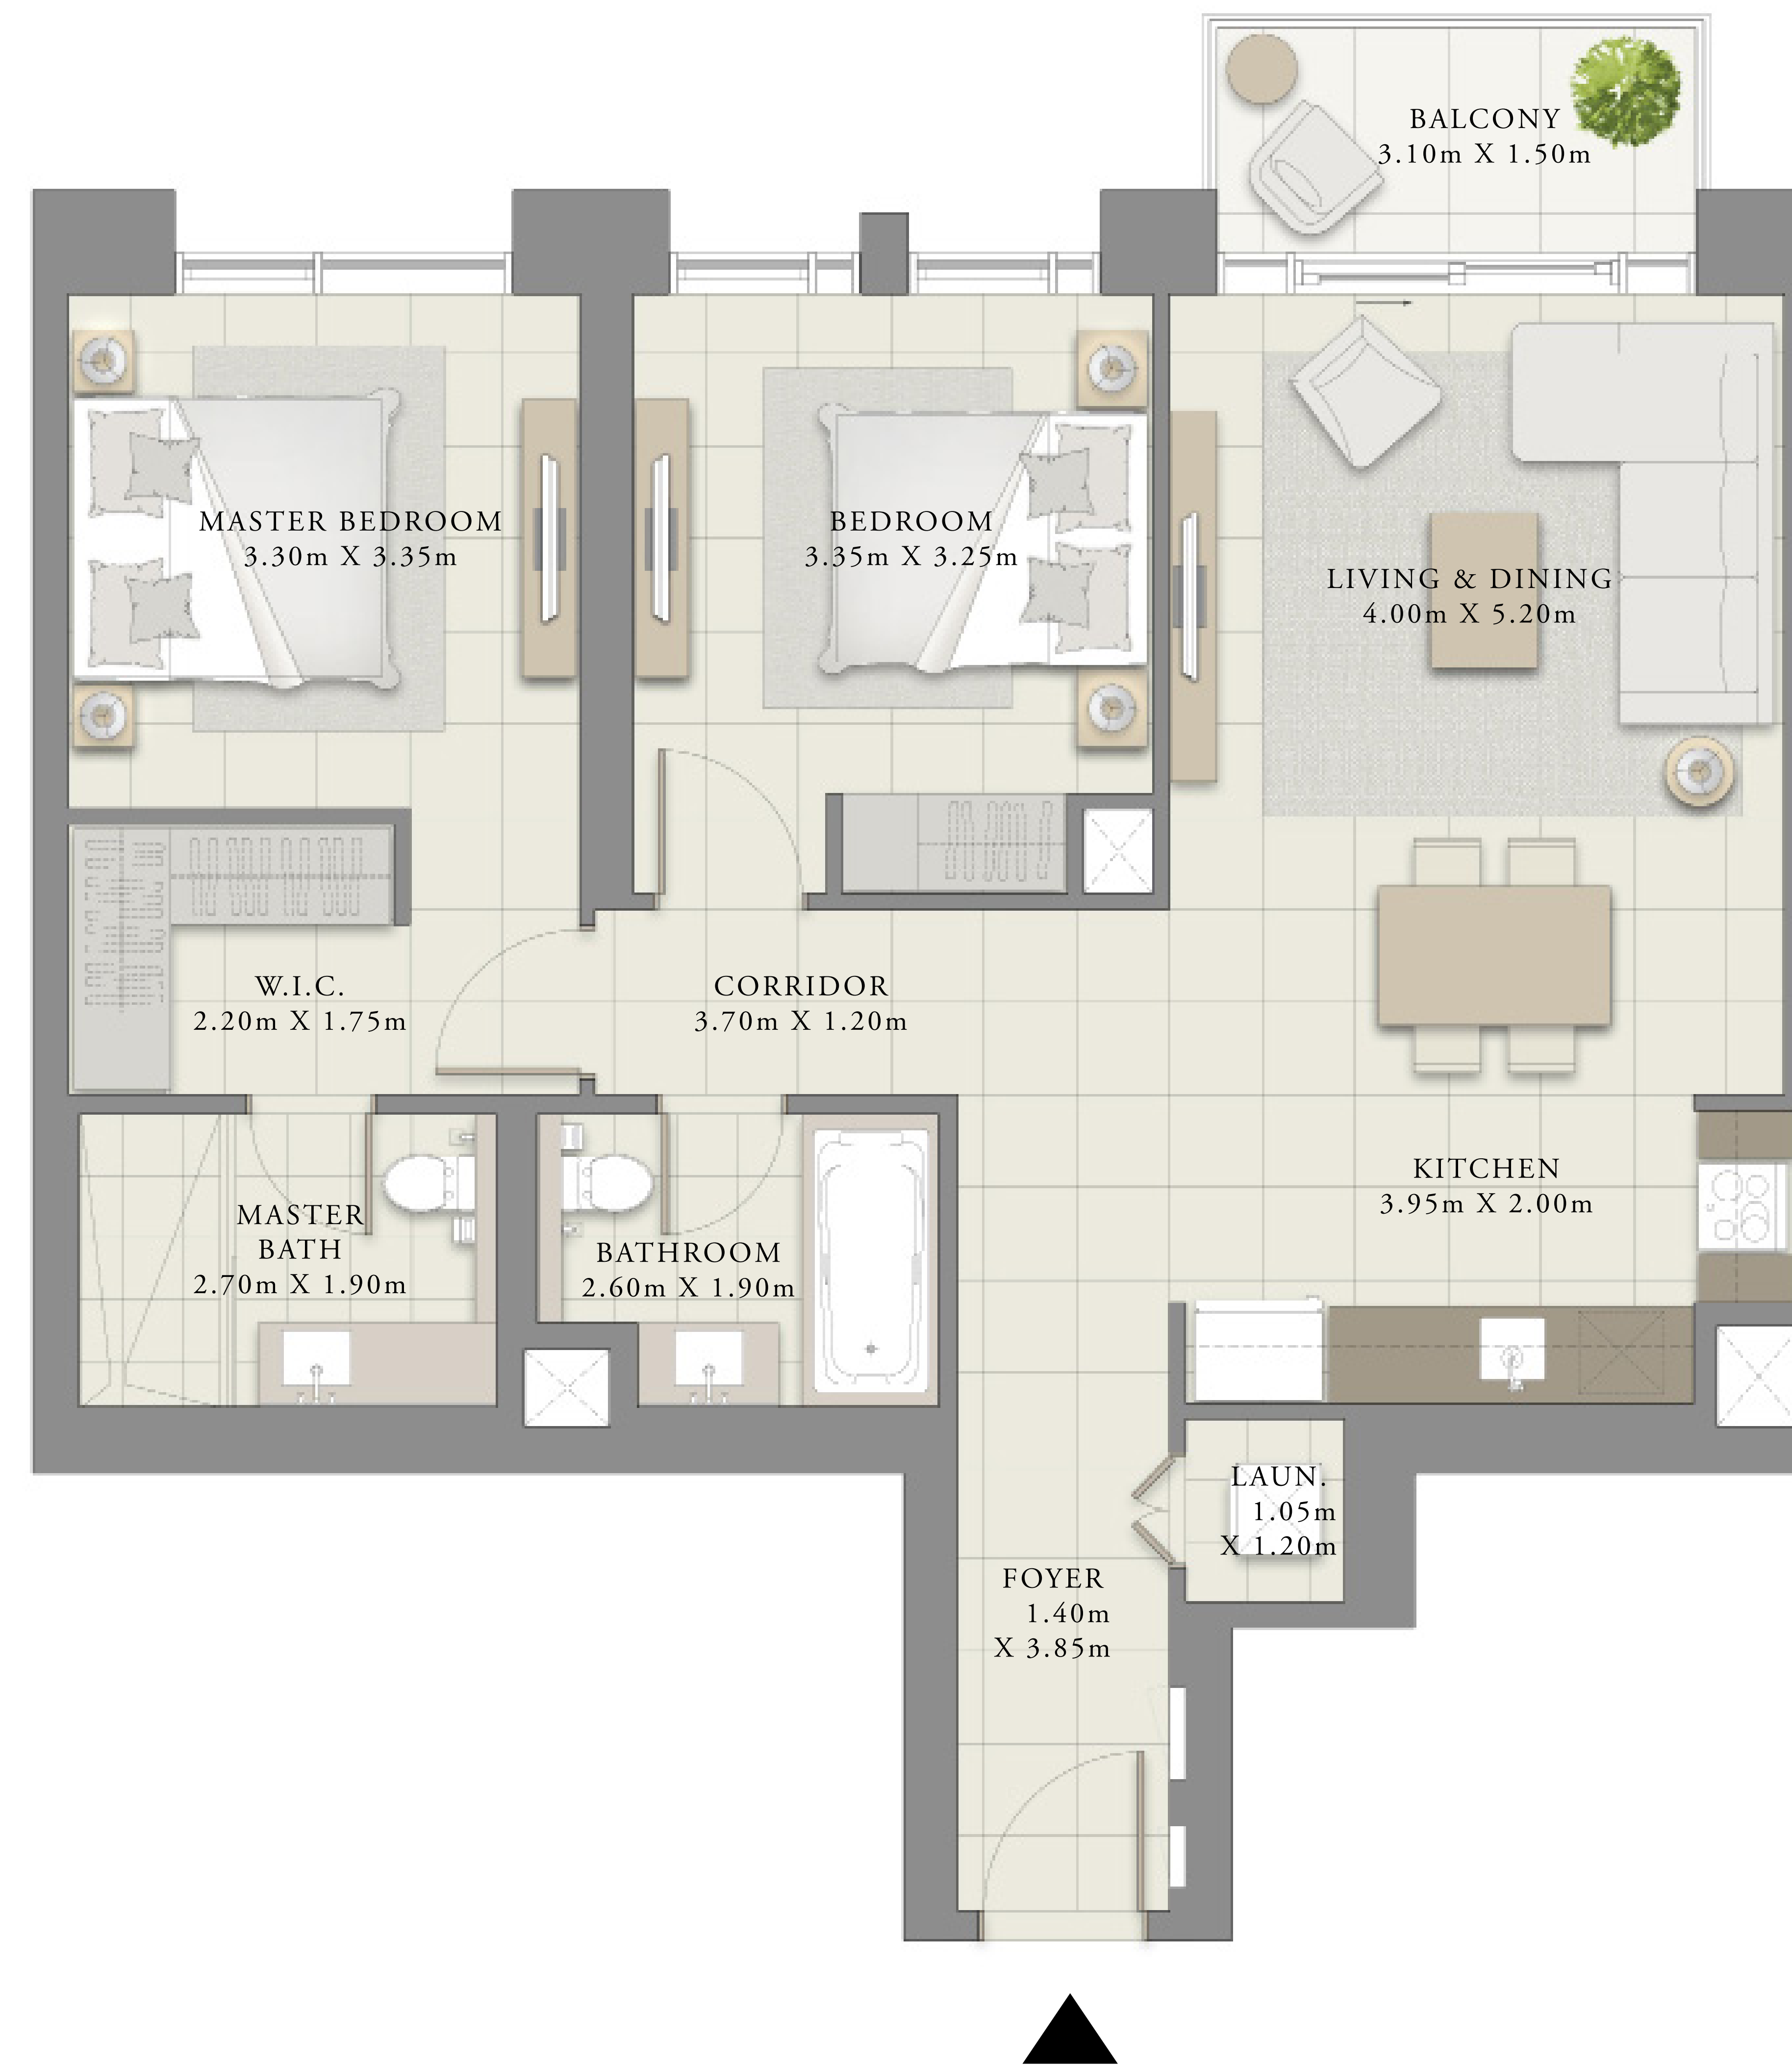 BALCONY
3.10m X 1.50m
MASTER BEDROOM
3.30m X 3.35m
BEDROOM
3.35m X 3.25m
LIVING & DINING
4.00m X 5.20m
W.I.C.
2.20m X 1.75m
CORRIDOR
3.70m X 1.20m
KITCHEN
3.95m X 2.00m
MASTER
BATH
2.70m X 1.90m
BATHROOM
2.60m X 1.90m
LAUN.
1.05m
X 1.20m
FOYER
1.40m
X 3.85m